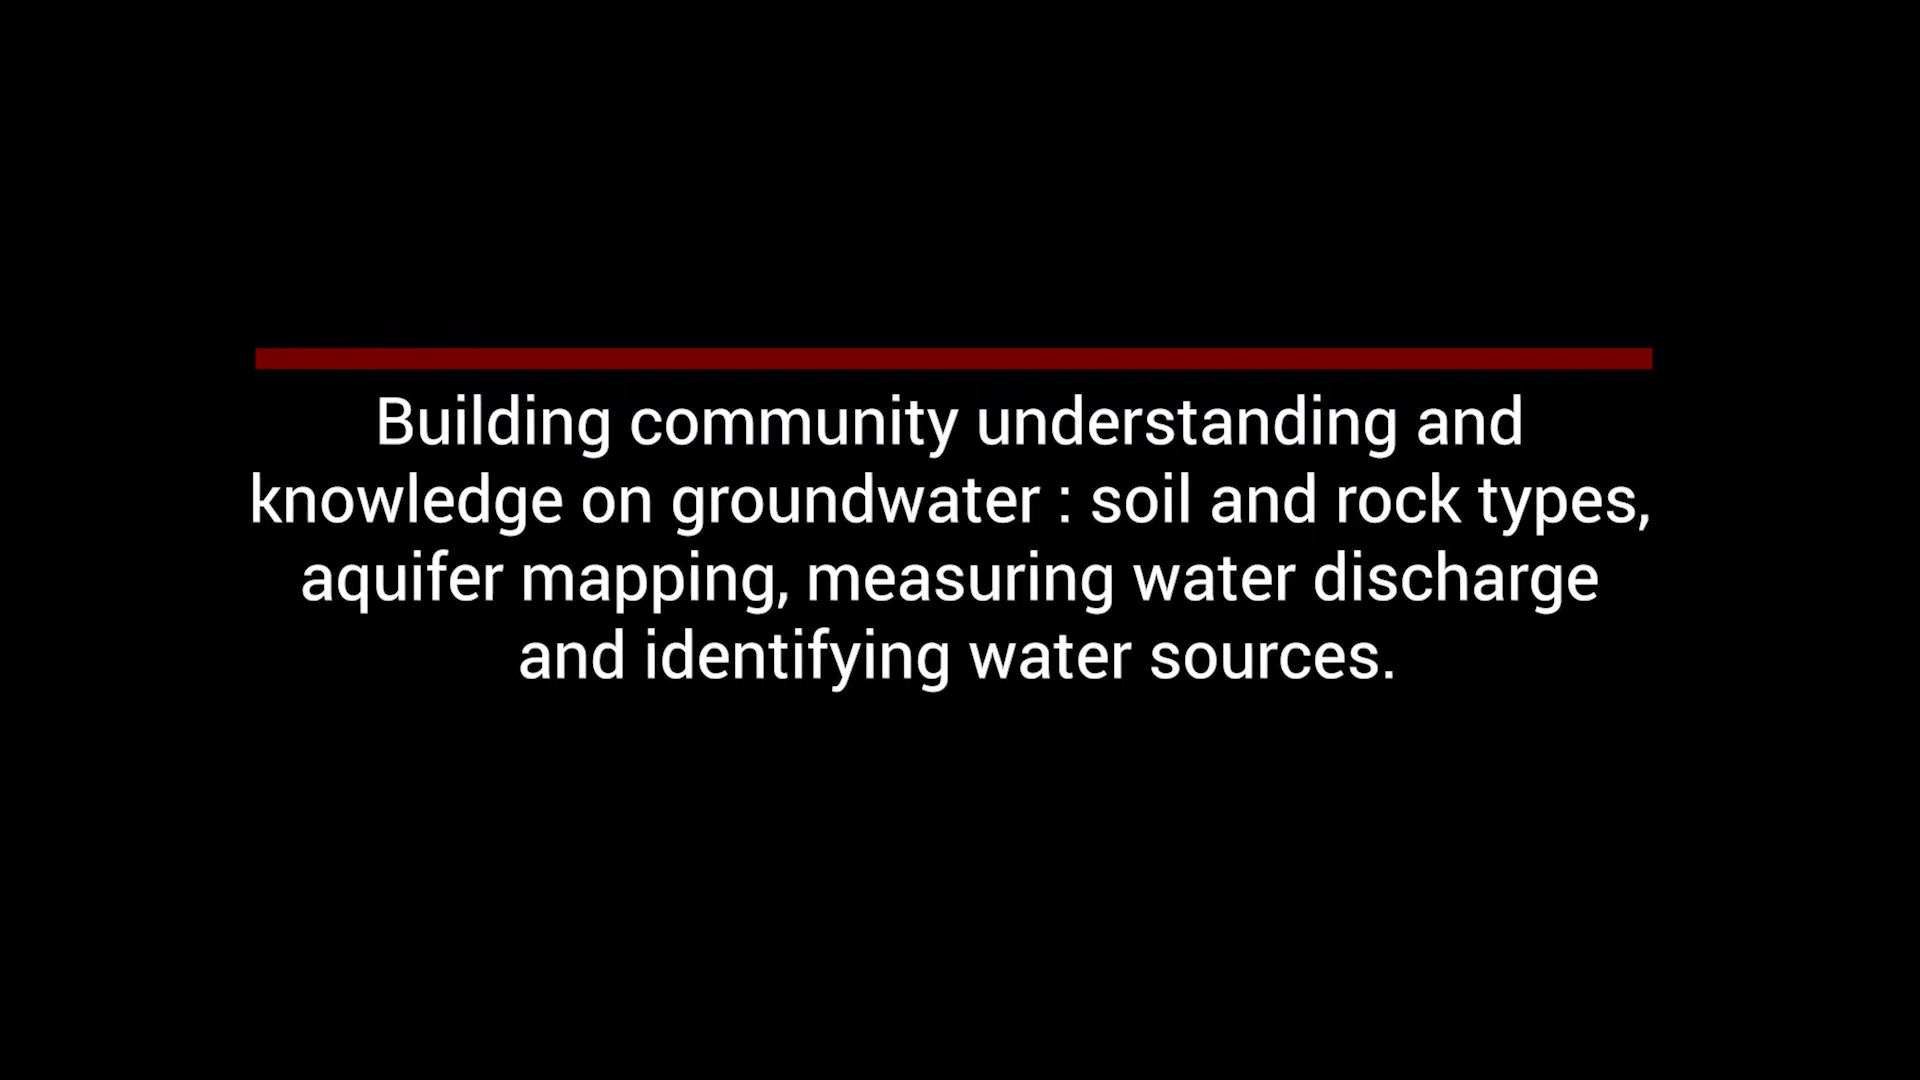 Building community understanding and
knowledge on groundwater : soil and rock types,
aquifer mapping, measuring water discharge
and identifying water sources.